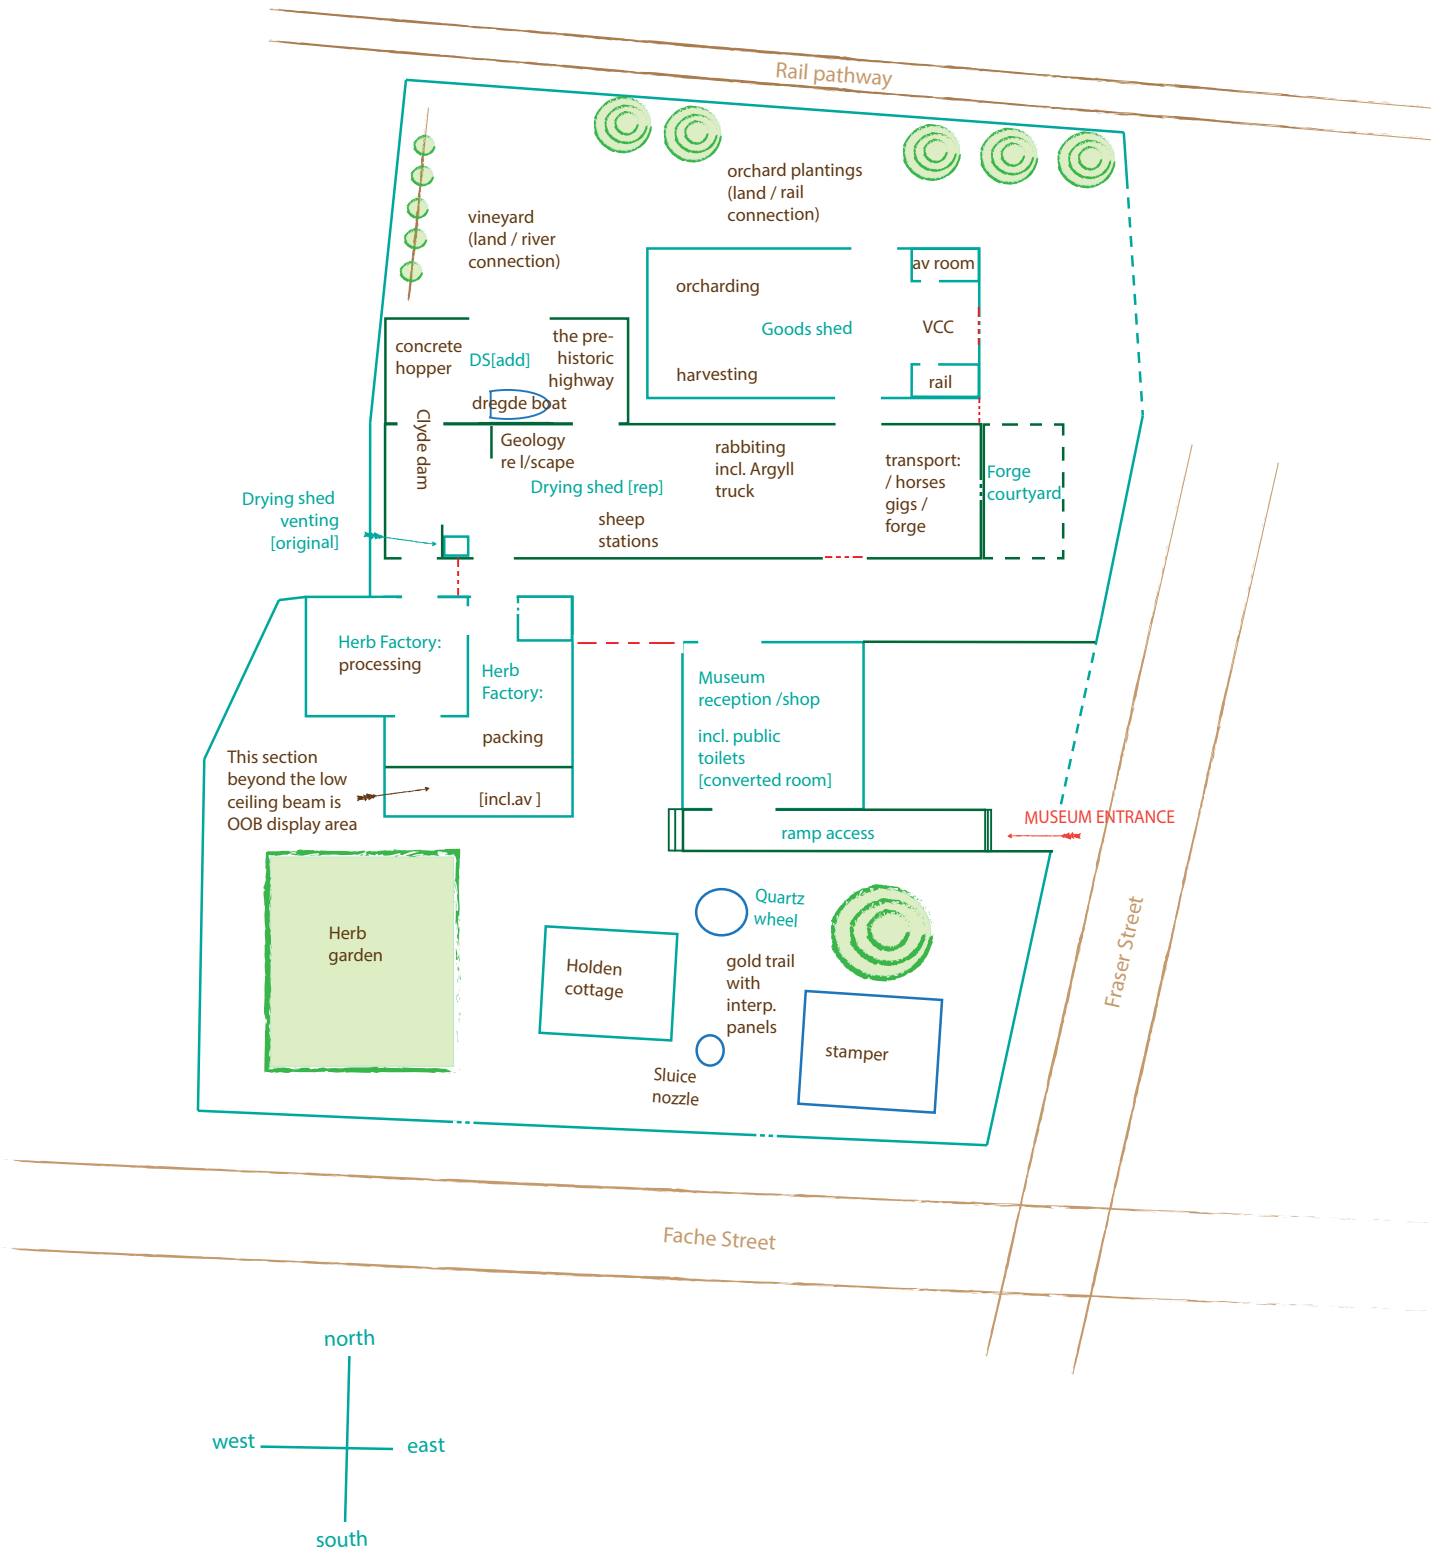 Rail pathway
orchard plantings
(land / rail
connection)
vineyard
(land / river
connection)
av room
orcharding
Goods shed
VCC
harvesting
rail
concrete
hopper
DS[add]
the pre-
historic
highway
dregde boat
Clyde dam
Geology
re l/scape
Drying shed [rep]
sheep
stations
rabbiting
incl. Argyll
truck
transport:
/ horses
gigs /
forge
Forge
courtyard
Drying shed
venting
[original]
Herb Factory:
processing
Herb
Factory:
packing
[incl.av ]
Museum
reception /shop
incl. public
toilets
[converted room]
This section
beyond the low
ceiling beam is
OOB display area
ramp access
MUSEUM ENTRANCE
Quartz
wheel
Herb
garden
Holden
cottage
gold trail
with
interp.
panels
stamper
Sluice
nozzle
Fraser Street
Fache Street
north
west
east
south